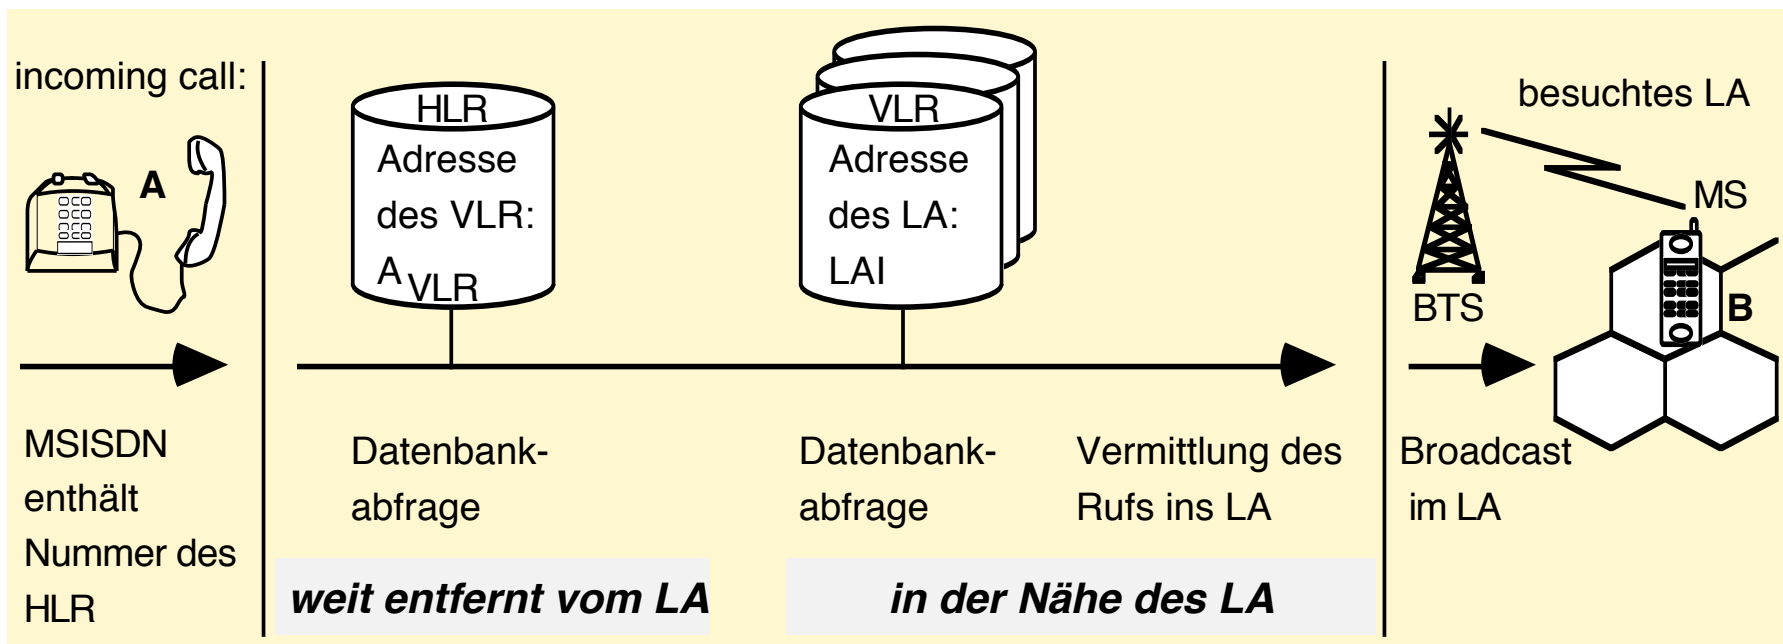 incoming call:
A
MSISDN
enthält
Nummer des
HLR
HLR
Adresse
des VLR:
A VLR
Datenbank-
abfrage
weit entfernt vom LA
VLR
Adresse
des LA:
LAI
Datenbank-
abfrage
Vermittlung des
Rufs ins LA
in der Nähe des LA
besuchtes LA
MS
BTS
B
Broadcast
im LA